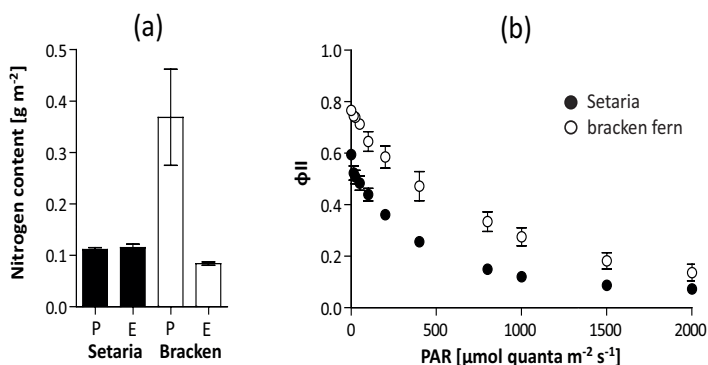 (a)
Nitrogen content [g m⁻²]
0.5
0.4
0.3
0.2
0.1
0.0
P E P E
Setaria Bracken
(b)
ϕII
1.0
0.8
0.6
0.4
0.2
0.0
Setaria
bracken fern
0 500 1000 1500 2000
PAR [µmol quanta m⁻² s⁻¹]